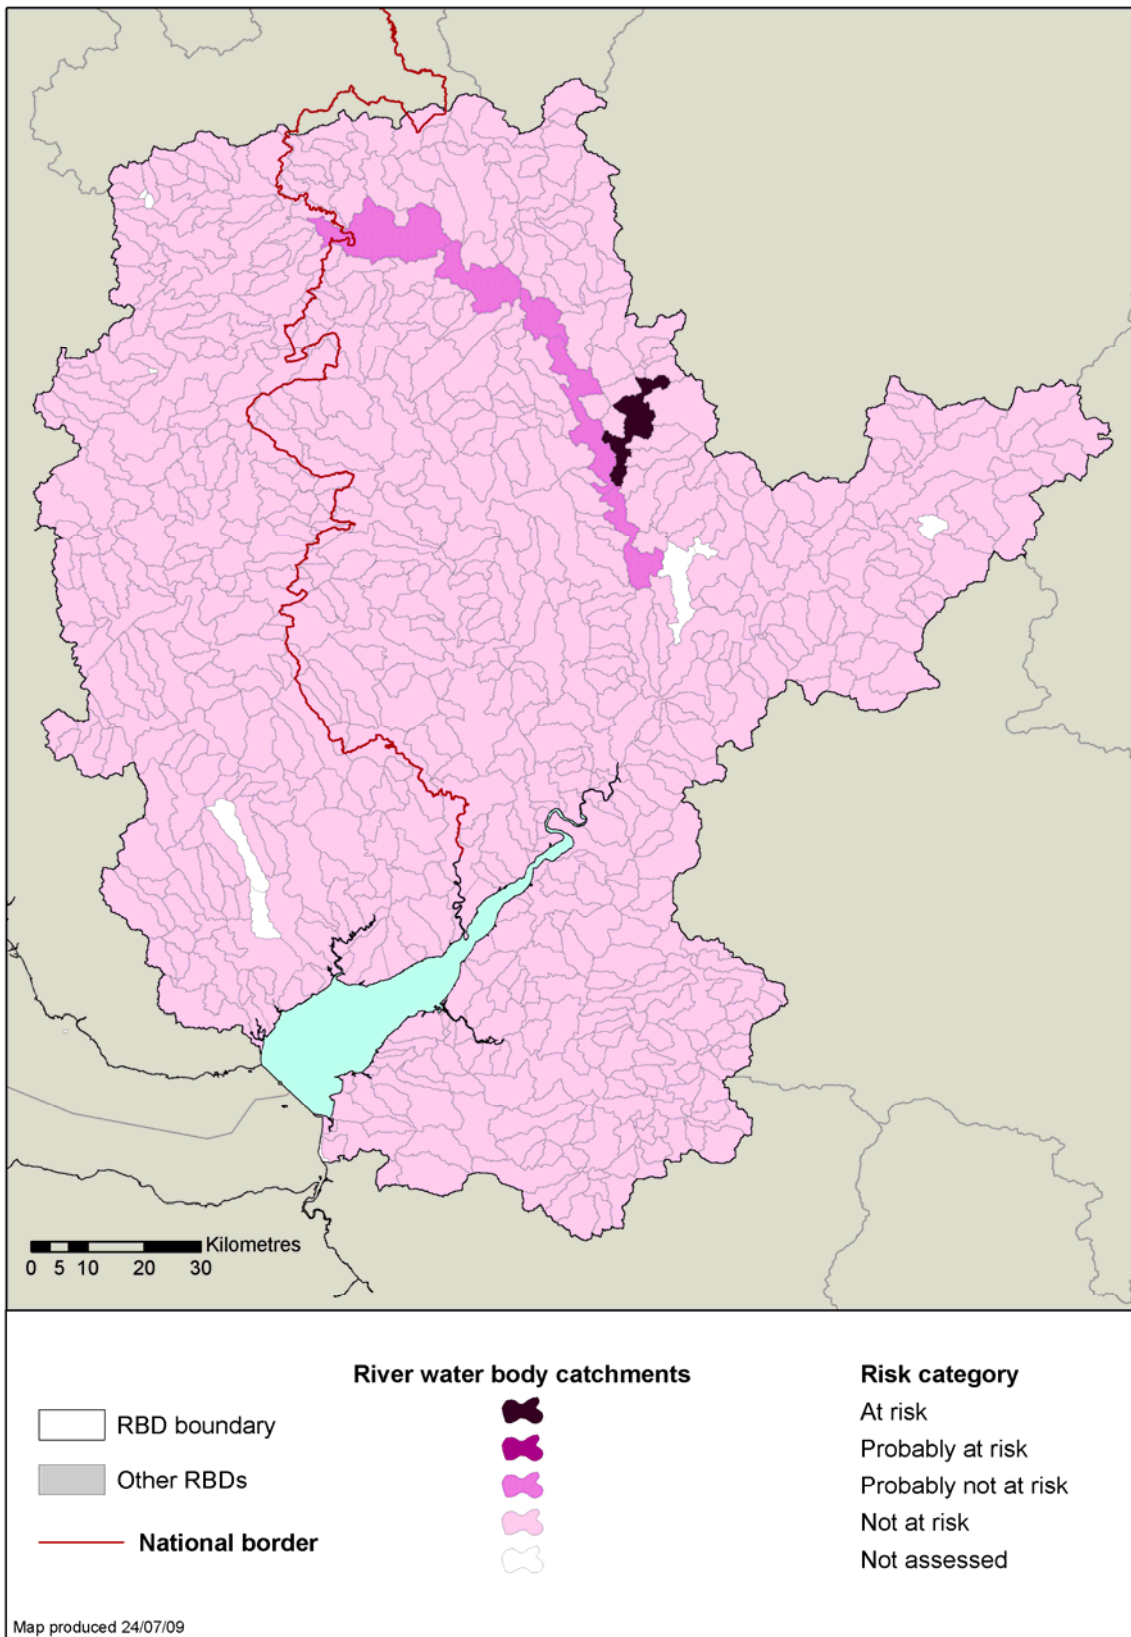 Kilometres
0 5 10 20 30
River water body catchments
Risk category
RBD boundary
Other RBDs
National border
At risk
Probably at risk
Probably not at risk
Not at risk
Not assessed
Map produced 24/07/09